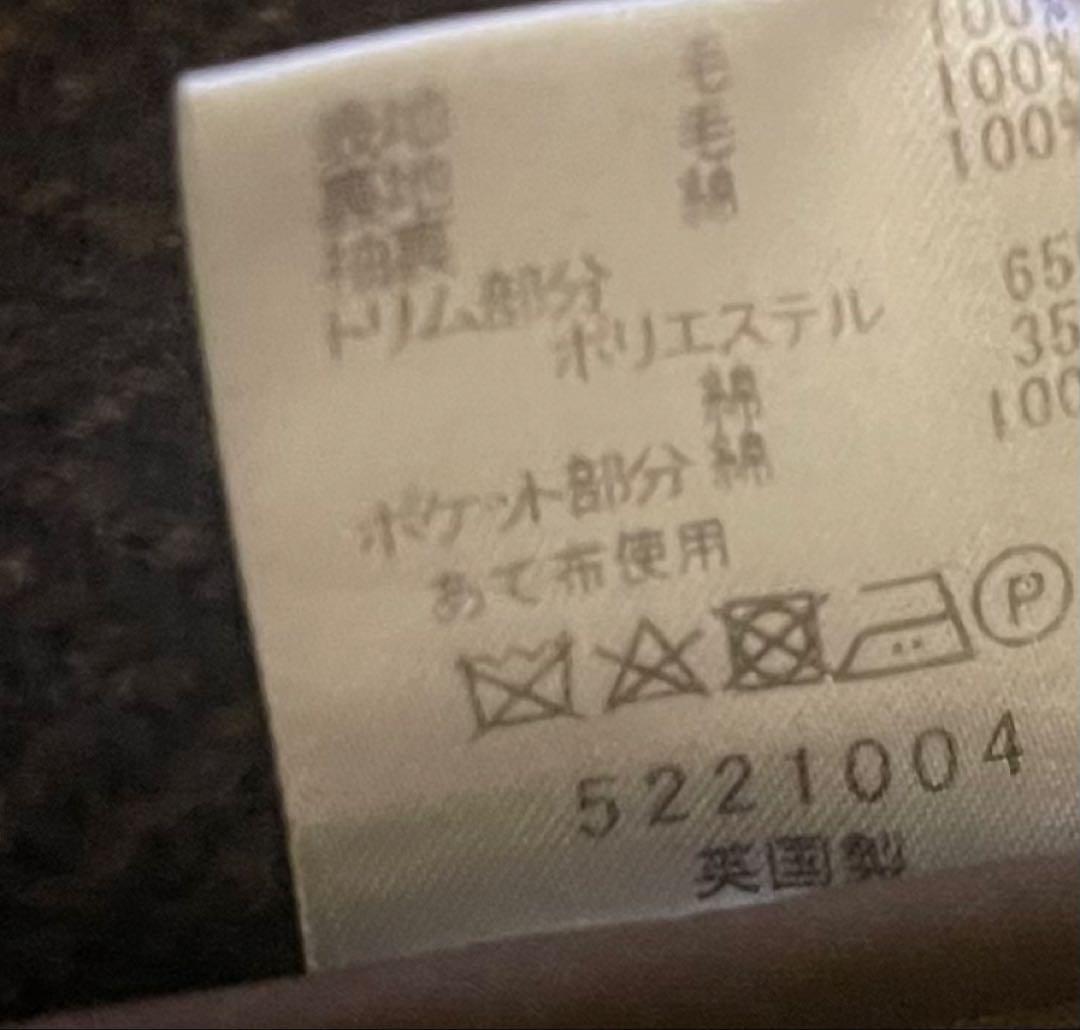 表地 毛 100%
裏地 毛 100%
袖裏 絹 100%
トリム部分
ポリエステル 65
綿 35
ポケット部分 綿 100
あて布使用
P
5221004
英国製